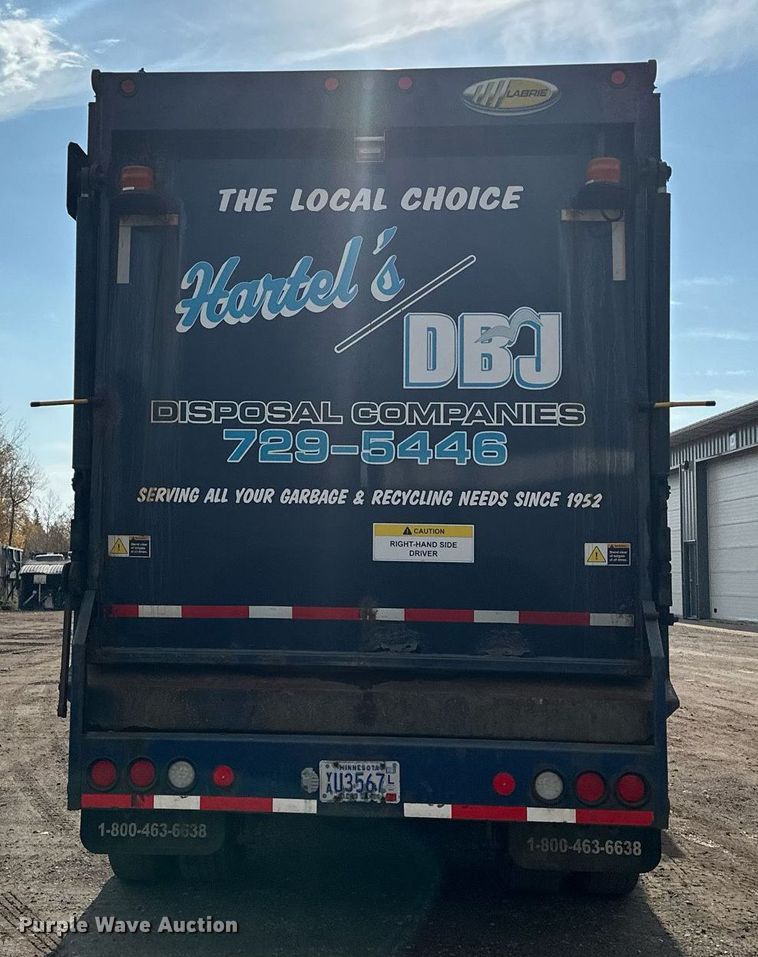 LABRIE
THE LOCAL CHOICE
Hartel's
DBJ
DISPOSAL COMPANIES
729-5446
SERVING ALL YOUR GARBAGE & RECYCLING NEEDS SINCE 1952
CAUTION
RIGHT-HAND SIDE
DRIVER
MINNESOTA
XU3567
1-800-463-6638
1-800-463-6638
Purple Wave Auction